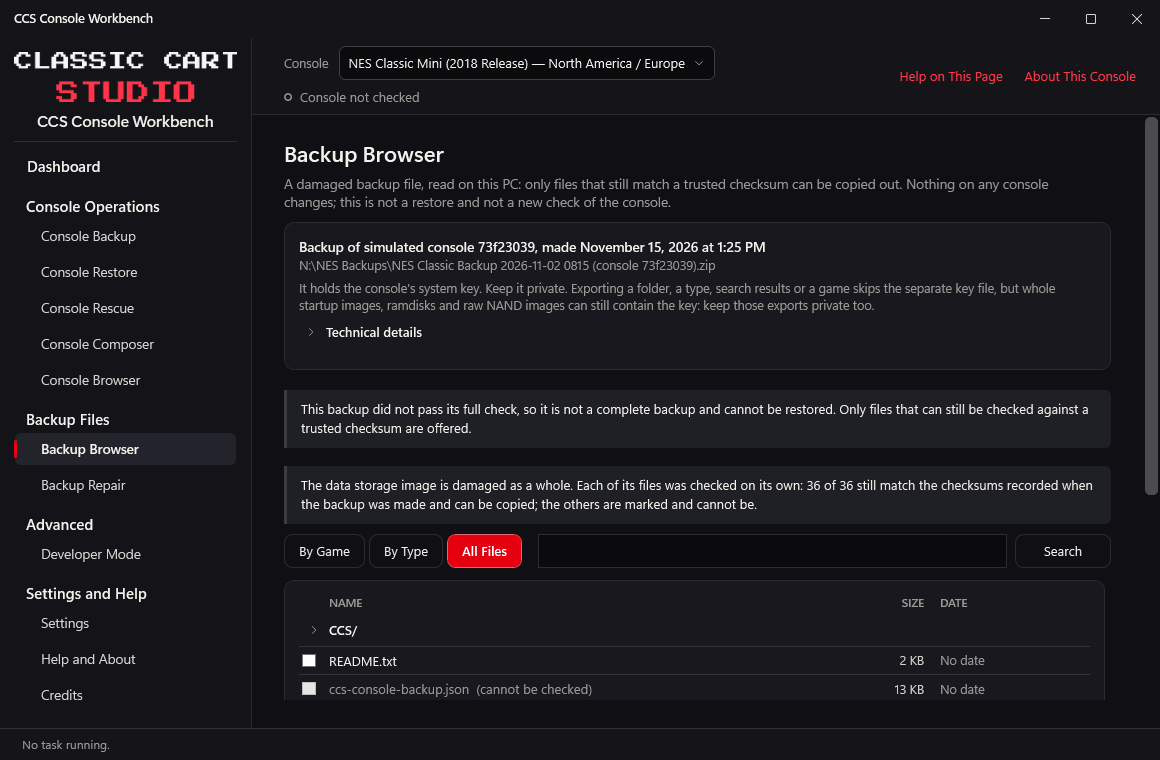 CCS Console Workbench
CLASSIC CART
STUDIO
CCS Console Workbench
Dashboard
Console Operations
Console Backup
Console Restore
Console Rescue
Console Composer
Console Browser
Backup Files
Backup Browser
Backup Repair
Advanced
Developer Mode
Settings and Help
Settings
Help and About
Credits
Console
NES Classic Mini (2018 Release) — North America / Europe
Console not checked
Help on This Page
About This Console
Backup Browser
A damaged backup file, read on this PC: only files that still match a trusted checksum can be copied out. Nothing on any console
changes; this is not a restore and not a new check of the console.
Backup of simulated console 73f23039, made November 15, 2026 at 1:25 PM
N:\NES Backups\NES Classic Backup 2026-11-02 0815 (console 73f23039).zip
It holds the console's system key. Keep it private. Exporting a folder, a type, search results or a game skips the separate key file, but whole
startup images, ramdisks and raw NAND images can still contain the key: keep those exports private too.
Technical details
This backup did not pass its full check, so it is not a complete backup and cannot be restored. Only files that can still be checked against a
trusted checksum are offered.
The data storage image is damaged as a whole. Each of its files was checked on its own: 36 of 36 still match the checksums recorded when
the backup was made and can be copied; the others are marked and cannot be.
By Game
By Type
All Files
Search
NAME SIZE DATE
CCS/
README.txt 2 KB No date
ccs-console-backup.json (cannot be checked) 13 KB No date
No task running.